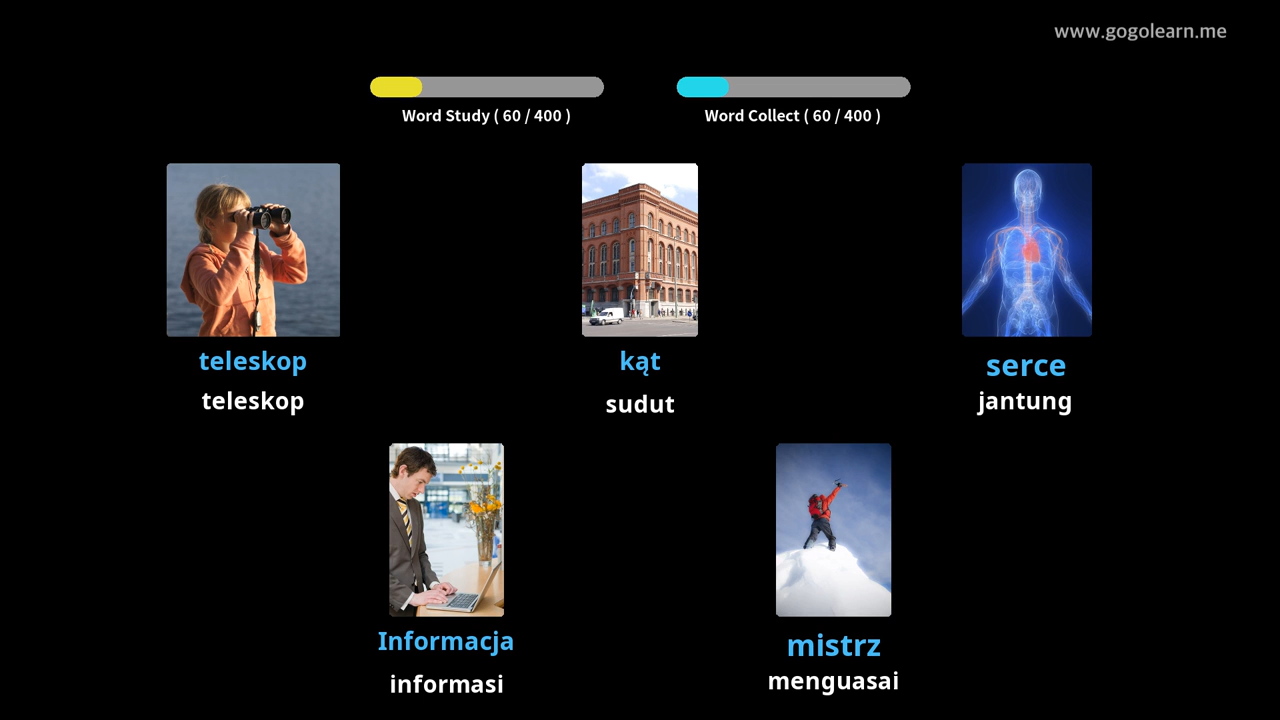 www.gogolearn.me
Word Study ( 60 / 400 )
Word Collect ( 60 / 400 )
teleskop
teleskop
kąt
sudut
serce
jantung
Informacja
informasi
mistrz
menguasai